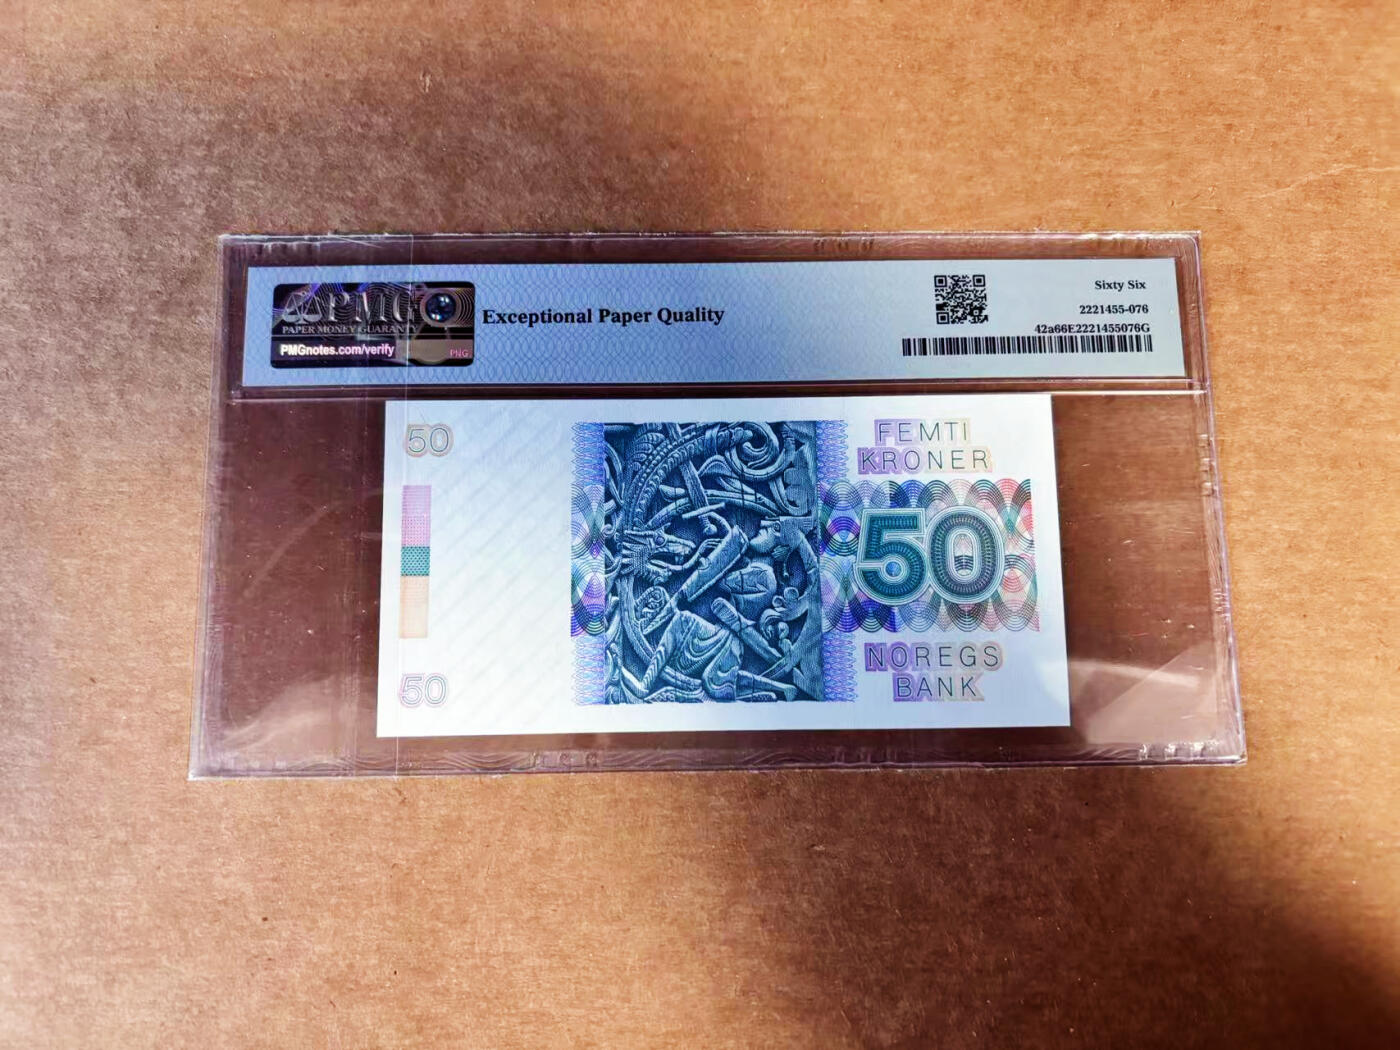 PMG
PAPER MONEY GUARANTY
PMGnotes.com/verify
PNG
Exceptional Paper Quality
Sixty Six
2221455-076
42a66E2221455076G
50
FEMTI
KRONER
50
NOREGS
BANK
50